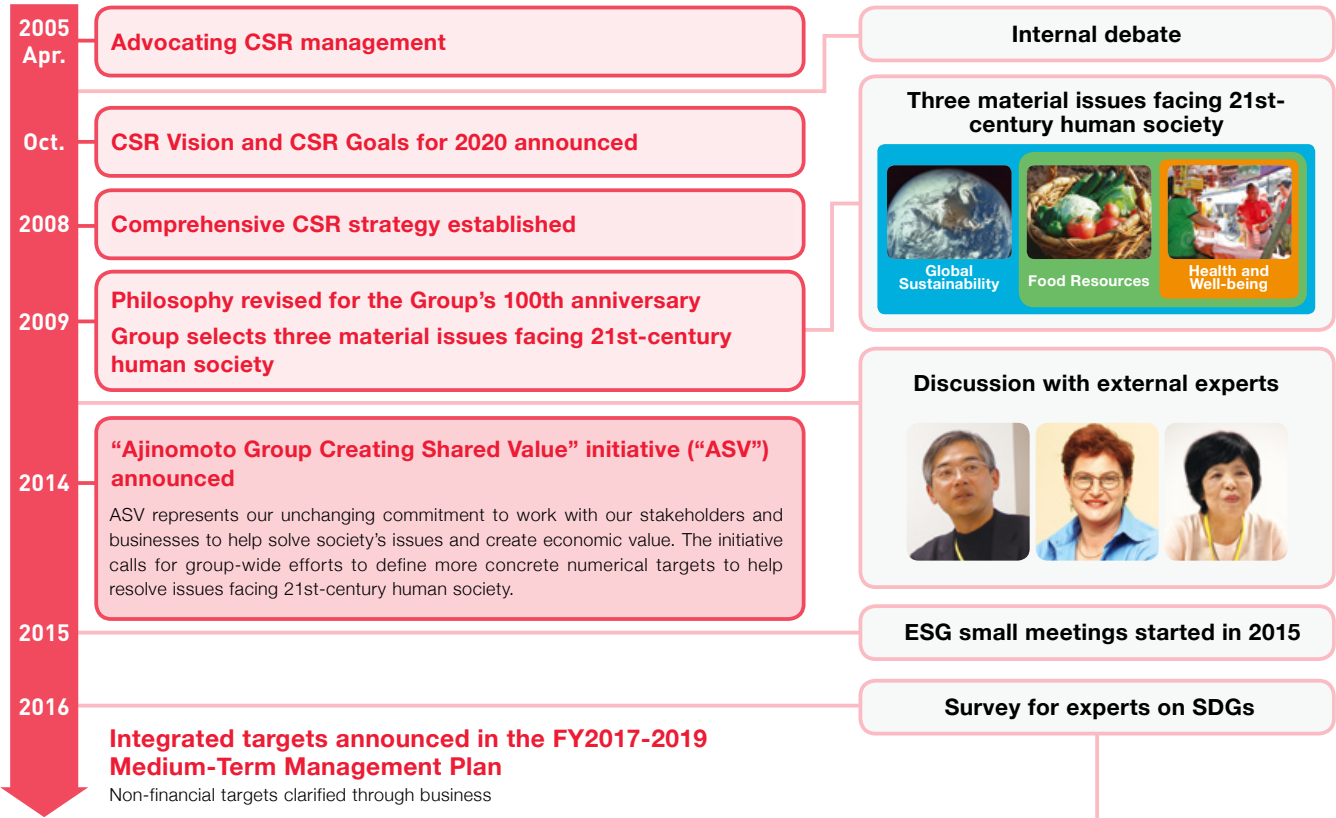 2005
Apr.
Advocating CSR management
Internal debate
Three material issues facing 21st-
century human society
Global
Sustainability
Food Resources
Health and
Well-being
Oct.
CSR Vision and CSR Goals for 2020 announced
2008
Comprehensive CSR strategy established
2009
Philosophy revised for the Group's 100th anniversary
Group selects three material issues facing 21st-century
human society
Discussion with external experts
2014
“Ajinomoto Group Creating Shared Value” initiative (“ASV”)
announced
ASV represents our unchanging commitment to work with our stakeholders and
businesses to help solve society's issues and create economic value. The initiative
calls for group-wide efforts to define more concrete numerical targets to help
resolve issues facing 21st-century human society.
2015
ESG small meetings started in 2015
2016
Survey for experts on SDGs
Integrated targets announced in the FY2017-2019
Medium-Term Management Plan
Non-financial targets clarified through business